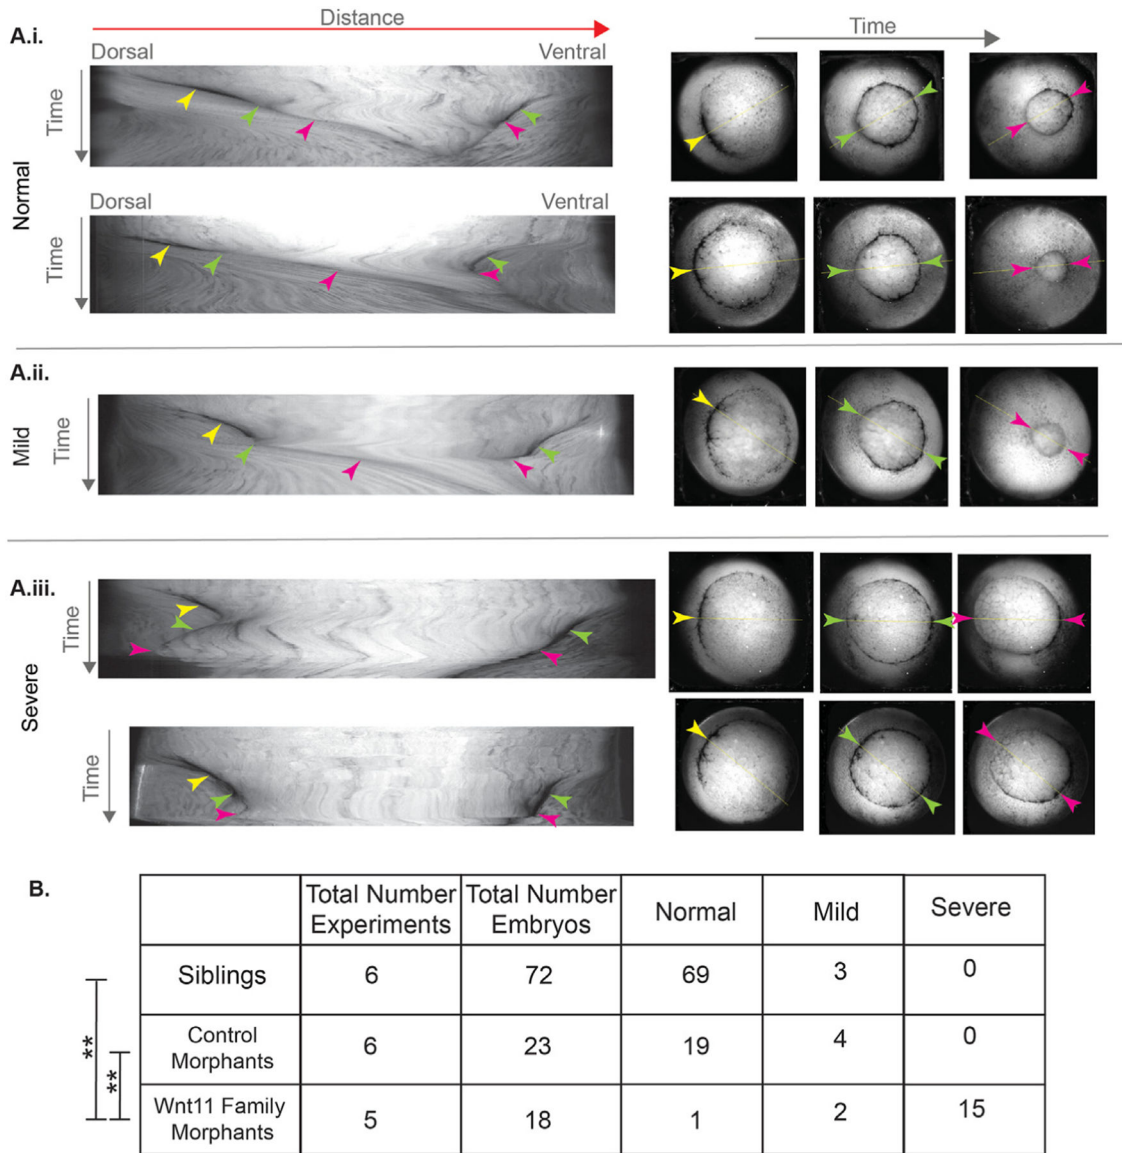 A.i.
Distance
Dorsal
Ventral
Time
Time
Normal
Dorsal
Ventral
Time
A.ii.
Mild
Time
A.iii.
Severe
Time
Time
B.
Total Number Total Number
Experiments Embryos Normal Mild Severe
Siblings 6 72 69 3 0
Control
Morphants 6 23 19 4 0
Wnt11 Family
Morphants 5 18 1 2 15
**
**